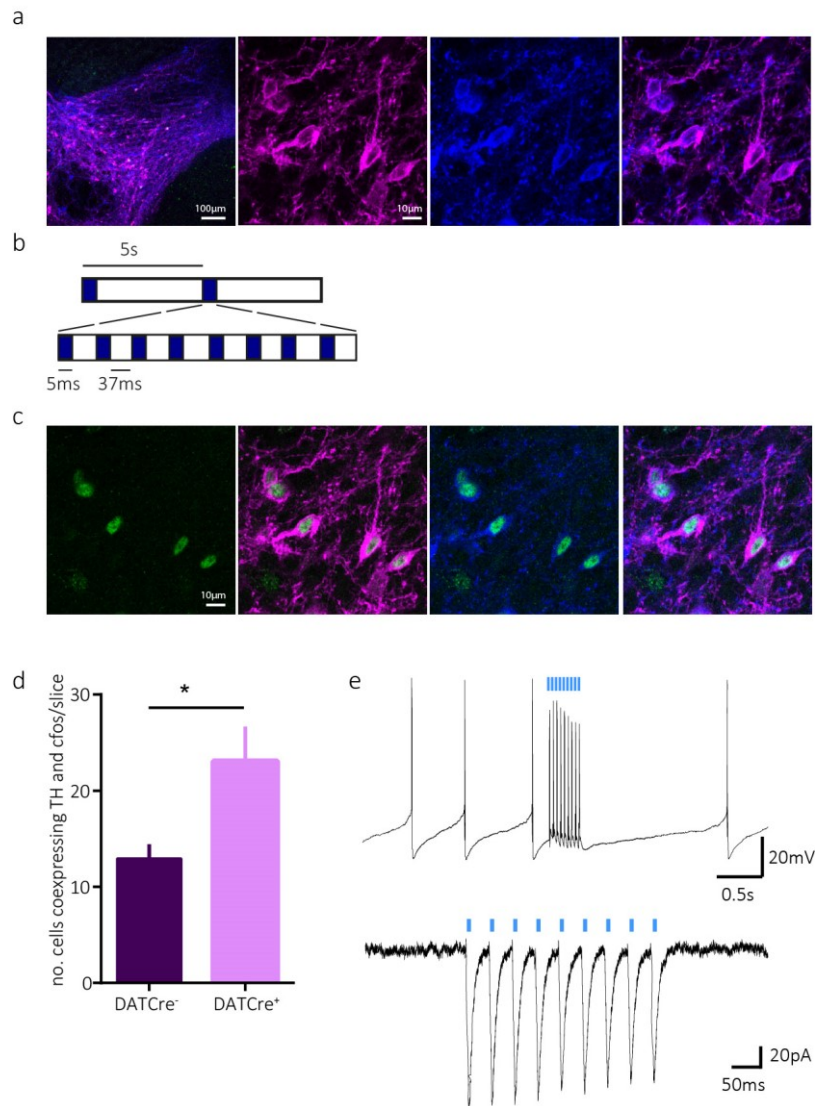 a
100µm
10µm
b
5s
5ms
37ms
c
10µm
d
no. cells coexpressing TH and cfos/slice
30
20
10
0
*
DATCre-
DATCre+
e
20mV
0.5s
20pA
50ms